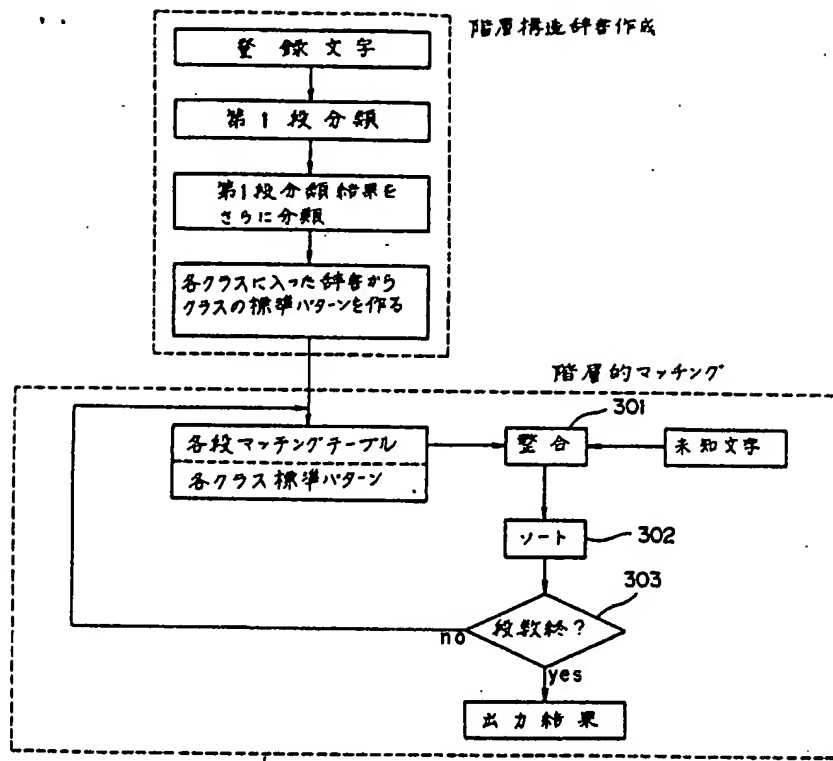 階層構造辞書作成
登録文字
第1段分類
第1段分類結果を
さらに分類
各クラスに入った辞書から
クラスの標準パターンを作る
階層的マッチング
301
各段マッチングテーブル
整合
未知文字
各クラス標準パターン
ソート
302
303
段数終?
no
yes
出力結果